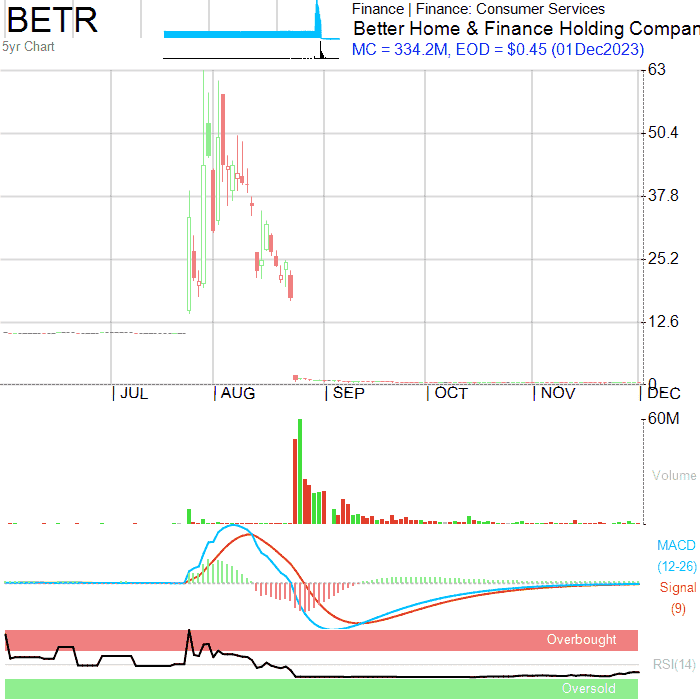 BETR
5yr Chart
Finance | Finance: Consumer Services
Better Home & Finance Holding Compan
MC = 334.2M, EOD = $0.45 (01Dec2023)
63
50.4
37.8
25.2
12.6
0
JUL AUG SEP OCT NOV DEC
60M
Volume
MACD
(12-26)
Signal
(9)
Overbought
RSI(14)
Oversold